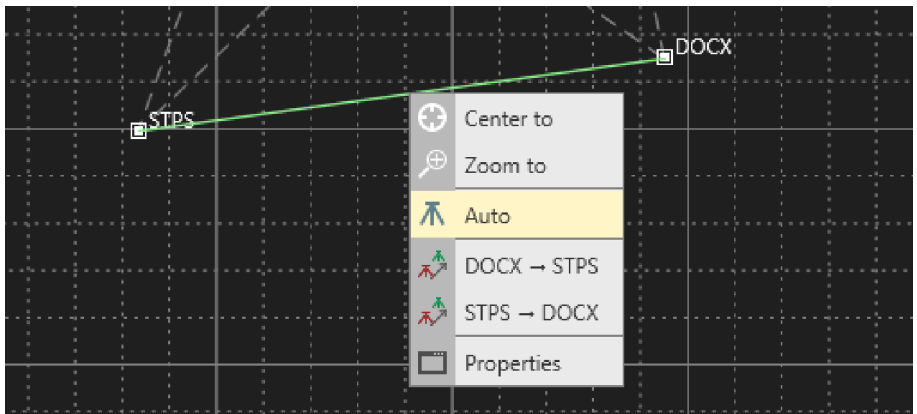 DOCX
STPS
Center to
Zoom to
Auto
DOCX → STPS
STPS → DOCX
Properties